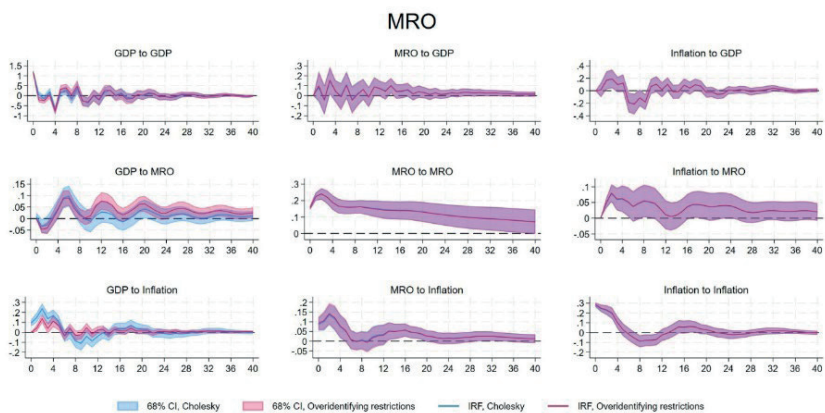 MRO
GDP to GDP
MRO to GDP
Inflation to GDP
1.5
1
.5
0
-.5
-1
0 4 8 12 16 20 24 28 32 36 40
.3
.2
.1
0
-.1
-.2
0 4 8 12 16 20 24 28 32 36 40
.4
.2
0
-.2
-.4
0 4 8 12 16 20 24 28 32 36 40
GDP to MRO
MRO to MRO
Inflation to MRO
.15
.1
.05
0
-.05
0 4 8 12 16 20 24 28 32 36 40
.3
.2
.1
0
0 4 8 12 16 20 24 28 32 36 40
.1
.05
0
-.05
0 4 8 12 16 20 24 28 32 36 40
GDP to Inflation
MRO to Inflation
Inflation to Inflation
.3
.2
.1
0
-.1
-.2
0 4 8 12 16 20 24 28 32 36 40
.2
.15
.1
.05
0
-.05
0 4 8 12 16 20 24 28 32 36 40
.3
.2
.1
0
-.1
-.2
0 4 8 12 16 20 24 28 32 36 40
68% CI, Cholesky 68% CI, Overidentifying restrictions IRF, Cholesky IRF, Overidentifying restrictions